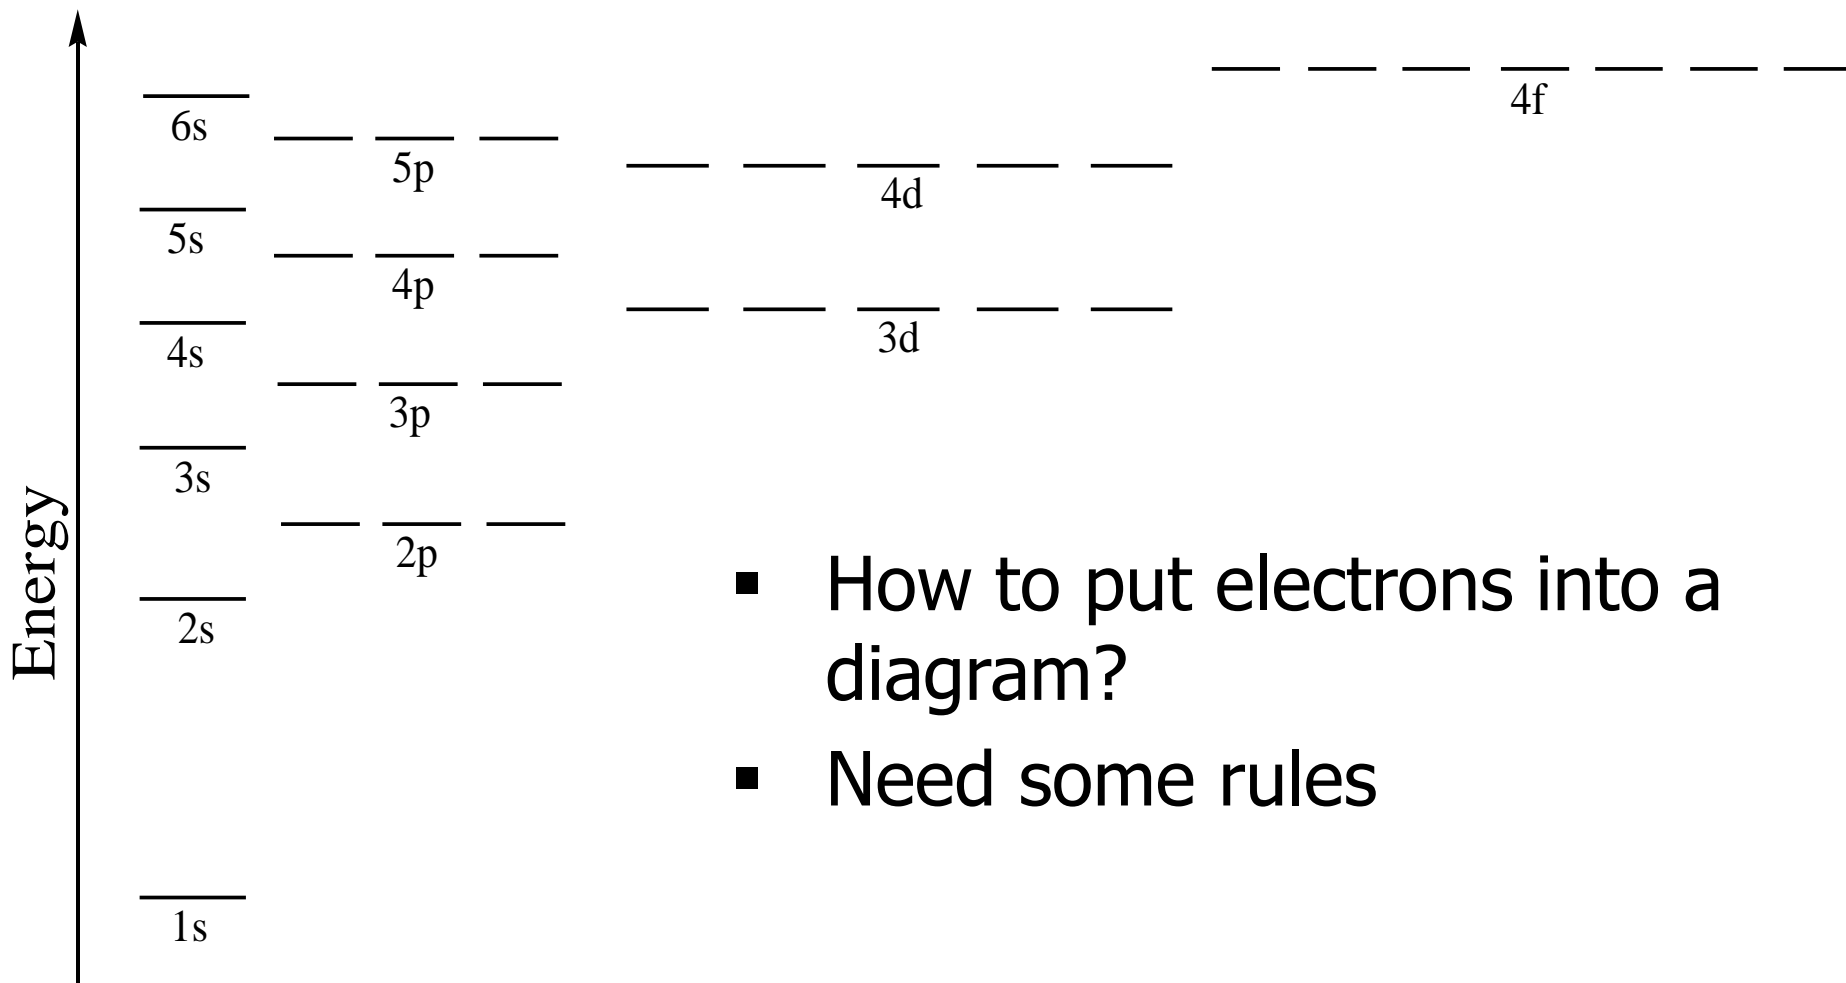 4f
6s
5p
4d
5s
4p
4s
3d
3p
3s
2p
2s
1s
Energy
▪ How to put electrons into a
diagram?
▪ Need some rules